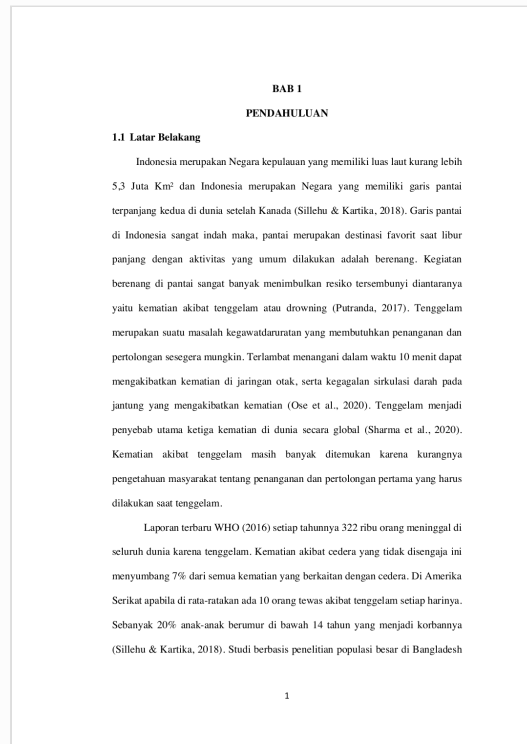 BAB 1
PENDAHULUAN
1.1 Latar Belakang
Indonesia merupakan Negara kepulauan yang memiliki luas laut kurang lebih
5,3 Juta Km² dan Indonesia merupakan Negara yang memiliki garis pantai
terpanjang kedua di dunia setelah Kanada (Sillehu & Kartika, 2018). Garis pantai
di Indonesia sangat indah maka, pantai merupakan destinasi favorit saat libur
panjang dengan aktivitas yang umum dilakukan adalah berenang. Kegiatan
berenang di pantai sangat banyak menimbulkan resiko tersembunyi diantaranya
yaitu kematian akibat tenggelam atau drowning (Putranda, 2017). Tenggelam
merupakan suatu masalah kegawatdaruratan yang membutuhkan penanganan dan
pertolongan sesegera mungkin. Terlambat menangani dalam waktu 10 menit dapat
mengakibatkan kematian di jaringan otak, serta kegagalan sirkulasi darah pada
jantung yang mengakibatkan kematian (Ose et al., 2020). Tenggelam menjadi
penyebab utama ketiga kematian di dunia secara global (Sharma et al., 2020).
Kematian akibat tenggelam masih banyak ditemukan karena kurangnya
pengetahuan masyarakat tentang penanganan dan pertolongan pertama yang harus
dilakukan saat tenggelam.
Laporan terbaru WHO (2016) setiap tahunnya 322 ribu orang meninggal di
seluruh dunia karena tenggelam. Kematian akibat cedera yang tidak disengaja ini
menyumbang 7% dari semua kematian yang berkaitan dengan cedera. Di Amerika
Serikat apabila di rata-ratakan ada 10 orang tewas akibat tenggelam setiap harinya.
Sebanyak 20% anak-anak berumur di bawah 14 tahun yang menjadi korbannya
(Sillehu & Kartika, 2018). Studi berbasis penelitian populasi besar di Bangladesh
1